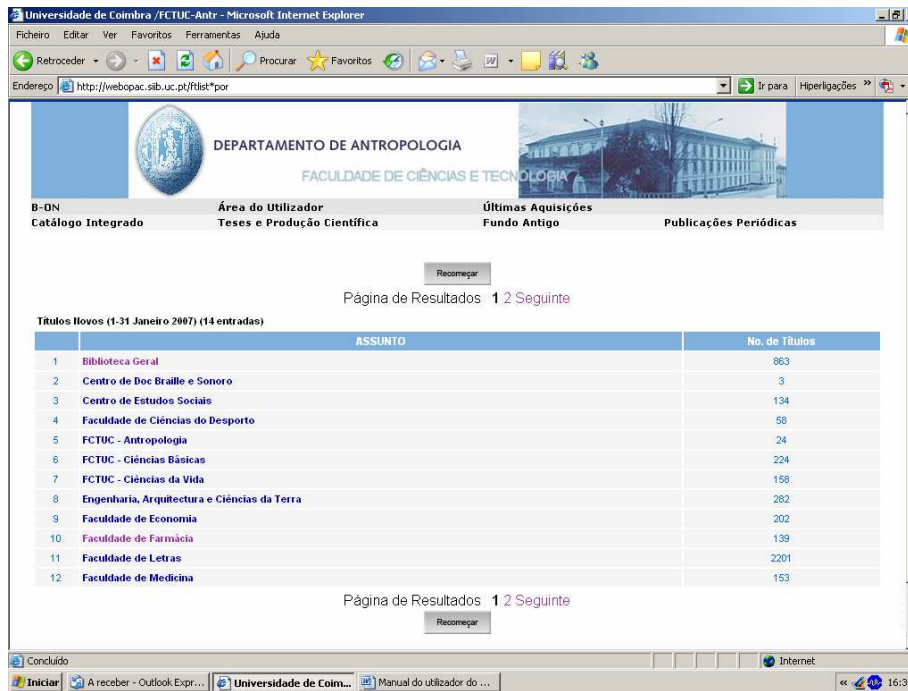 Universidade de Coimbra /FCTUC-Antr - Microsoft Internet Explorer
Ficheiro Editar Ver Favoritos Ferramentas Ajuda
Retroceder Procurar Favoritos
Endereço http://webopac.sib.uc.pt/ftlist*por Ir para Hiperligações »
DEPARTAMENTO DE ANTROPOLOGIA
FACULDADE DE CIÊNCIAS E TECNOLOGIA
B-ON Área do Utilizador Últimas Aquisições
Catálogo Integrado Teses e Produção Científica Fundo Antigo Publicações Periódicas
Recomeçar
Página de Resultados 1 2 Seguinte
Títulos Novos (1-31 Janeiro 2007) (14 entradas)
ASSUNTO No. de Títulos
1 Biblioteca Geral 863
2 Centro de Doc Braille e Sonoro 3
3 Centro de Estudos Sociais 134
4 Faculdade de Ciências do Desporto 58
5 FCTUC - Antropologia 24
6 FCTUC - Ciências Básicas 224
7 FCTUC - Ciências da Vida 158
8 Engenharia, Arquitectura e Ciências da Terra 282
9 Faculdade de Economia 202
10 Faculdade de Farmácia 139
11 Faculdade de Letras 2201
12 Faculdade de Medicina 153
Página de Resultados 1 2 Seguinte
Recomeçar
Concluído Internet
Iniciar A receber - Outlook Expr... Universidade de Coim... Manual do utilizador do ... « 16:3